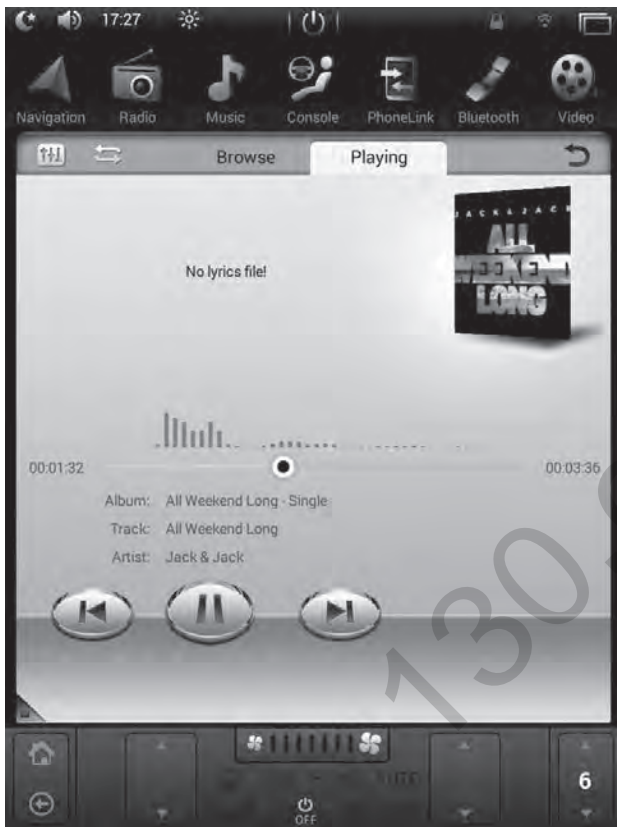 17:27
Navigation Radio Music Console PhoneLink Bluetooth Video
Browse Playing
JACK & JACK
ALL
WEEKEND
LONG
No lyrics file!
00:01:32 00:03:36
Album: All Weekend Long - Single
Track: All Weekend Long
Artist: Jack & Jack
130
6
OFF